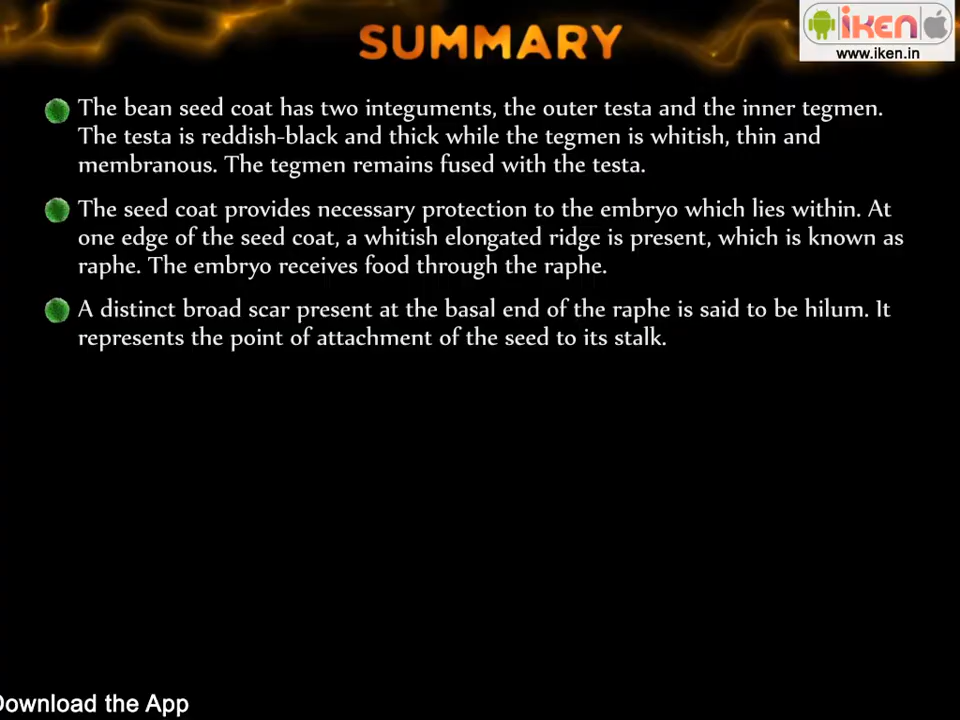 SUMMARY
iken
www.iken.in
The bean seed coat has two integuments, the outer testa and the inner tegmen.
The testa is reddish-black and thick while the tegmen is whitish, thin and
membranous. The tegmen remains fused with the testa.
The seed coat provides necessary protection to the embryo which lies within. At
one edge of the seed coat, a whitish elongated ridge is present, which is known as
raphe. The embryo receives food through the raphe.
A distinct broad scar present at the basal end of the raphe is said to be hilum. It
represents the point of attachment of the seed to its stalk.
Download the App